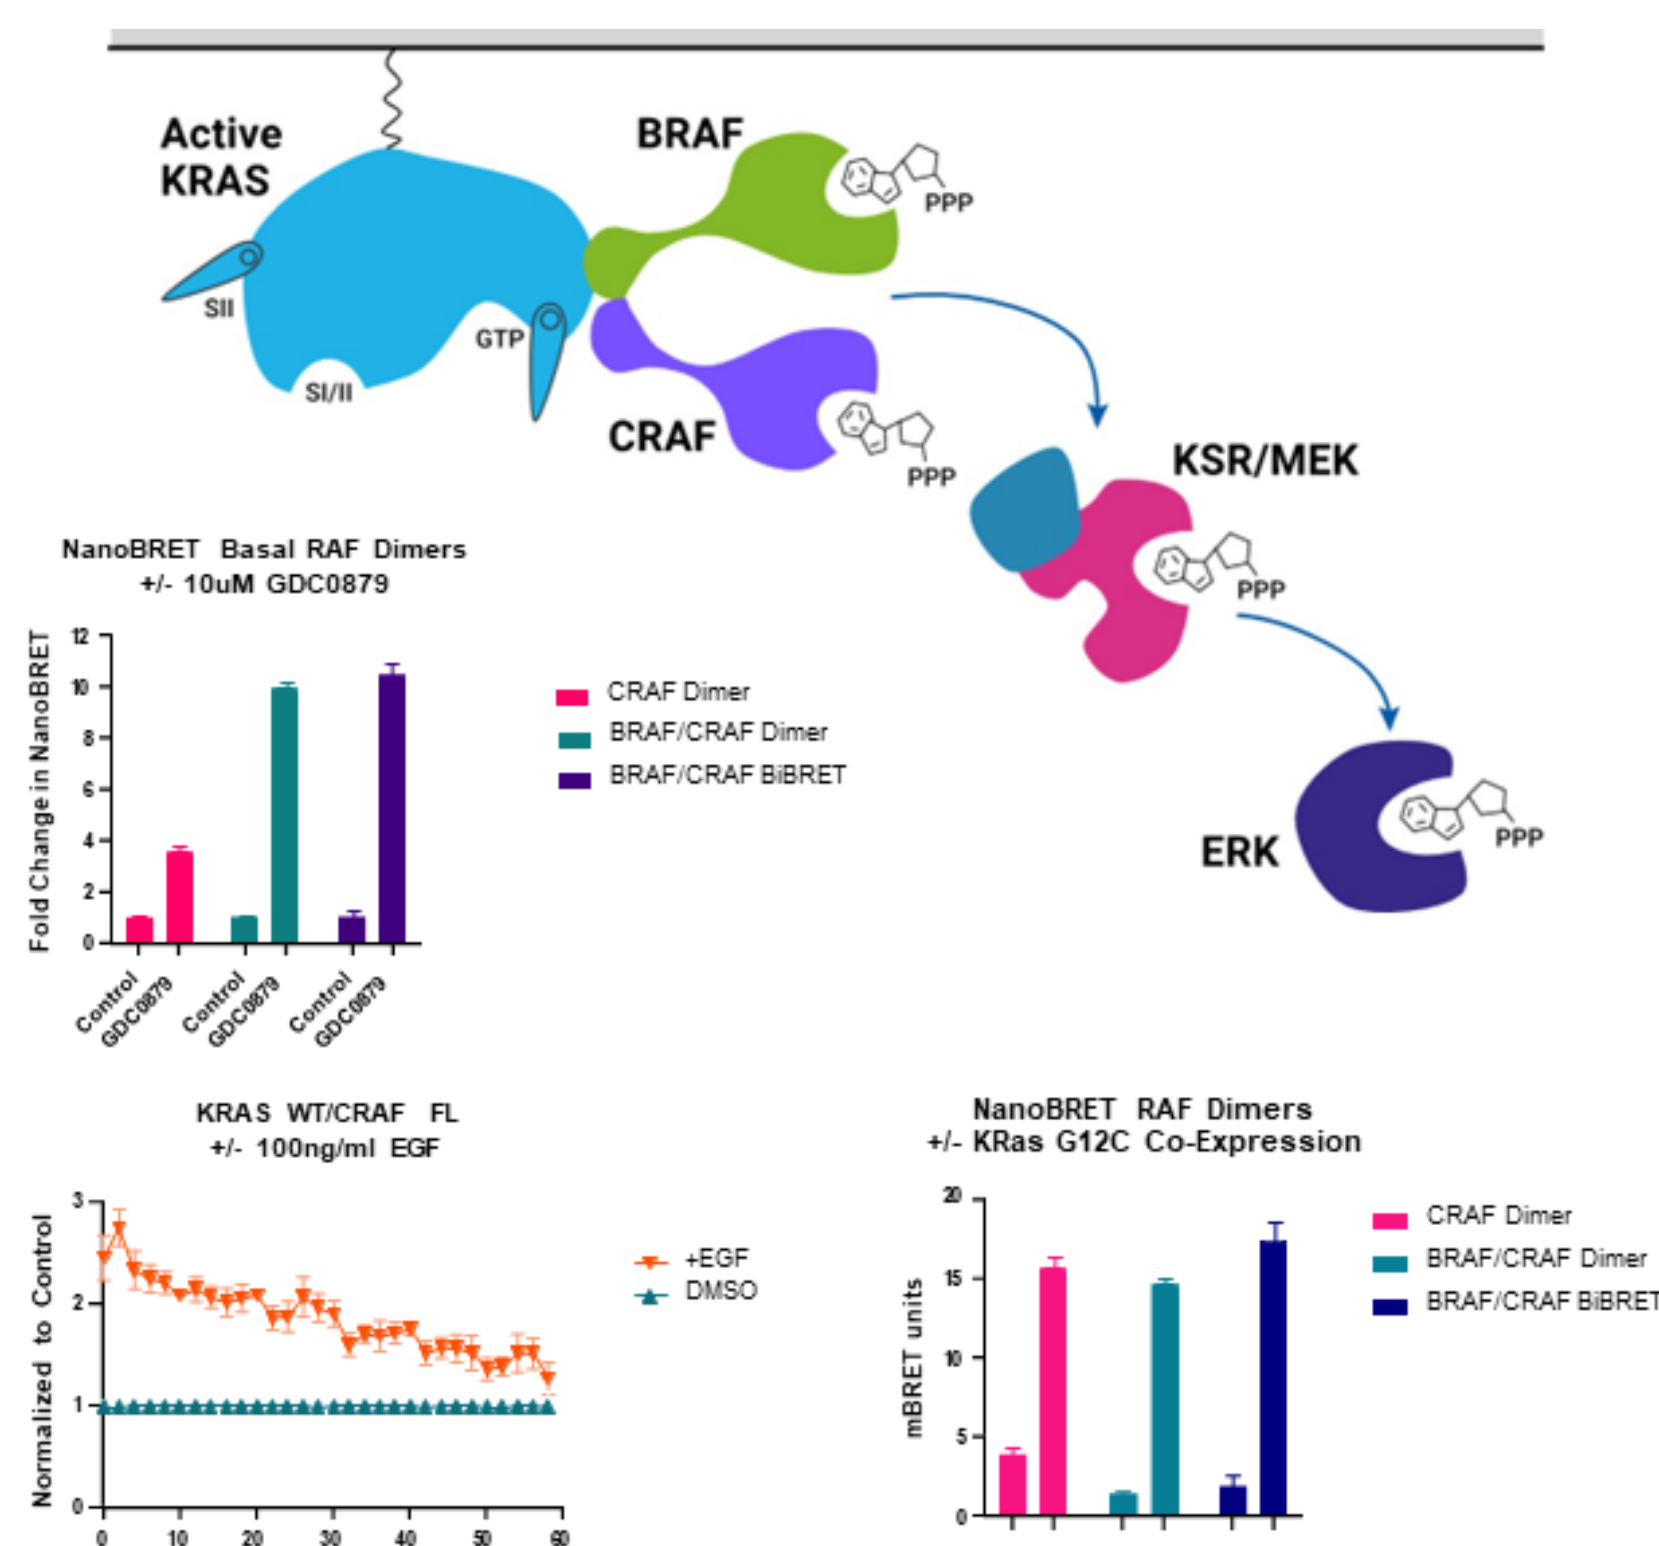 Active
KRAS
BRAF
PPP
SII
GTP
SI/II
CRAF
PPP
KSR/MEK
PPP
ERK
PPP
NanoBRET Basal RAF Dimers
+/- 10uM GDC0879
Fold Change in NanoBRET
12
10
8
6
4
2
0
Control
GDC0879
Control
GDC0879
Control
GDC0879
CRAF Dimer
BRAF/CRAF Dimer
BRAF/CRAF BiBRET
KRAS WT/CRAF FL
+/- 100ng/ml EGF
Normalized to Control
3
2
1
0
0 10 20 30 40 50 60
+EGF
DMSO
NanoBRET RAF Dimers
+/- KRas G12C Co-Expression
mBRET units
20
15
10
5
0
CRAF Dimer
BRAF/CRAF Dimer
BRAF/CRAF BiBRET